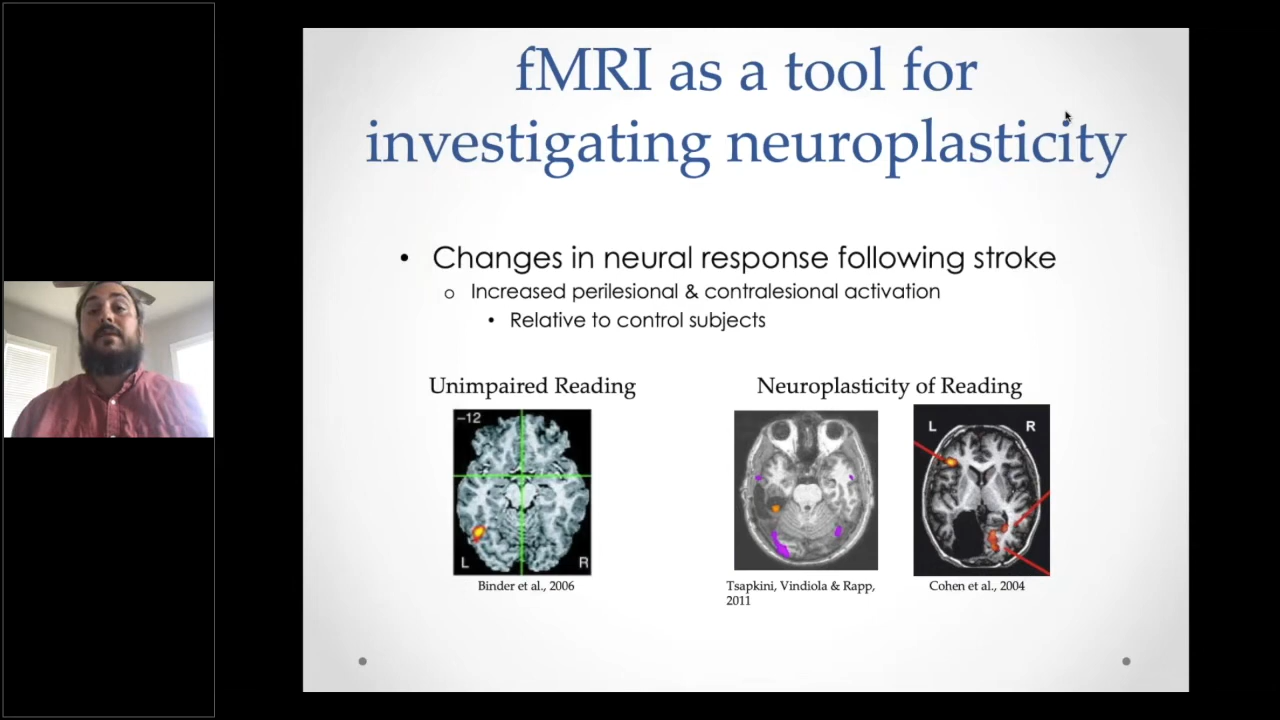 fMRI as a tool for
investigating neuroplasticity
• Changes in neural response following stroke
o Increased perilesional & contralesional activation
• Relative to control subjects
Unimpaired Reading
Neuroplasticity of Reading
-12
L R
L R
Binder et al., 2006
Tsapkini, Vindiola & Rapp,
2011
Cohen et al., 2004